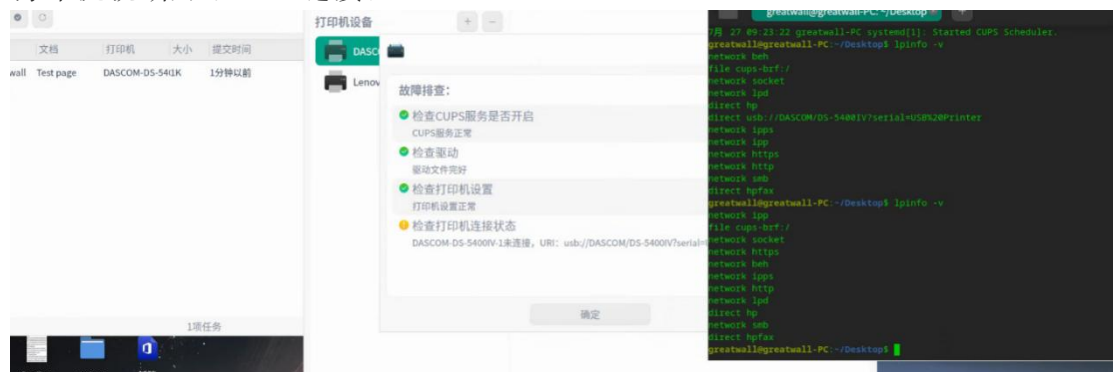 文档 打印机 大小 提交时间
wall Test page DASCOM-DS-54(1K 1分钟以前
1项任务
打印机设备
+ -
DASC
Lenov
故障排查：
检查CUPS服务是否开启
CUPS服务正常
检查驱动
驱动文件完好
检查打印机设置
打印机设置正常
检查打印机连接状态
DASCOM-DS-5400IV-1未连接，URI：usb://DASCOM/DS-5400IV?serial=
确定
greatwall@greatwall-PC: ~/Desktop +
7月 27 09:23:22 greatwall-PC systemd[1]: Started CUPS Scheduler.
greatwall@greatwall-PC:~/Desktop$ lpinfo -v
network beh
file cups-brf:/
network socket
network lpd
direct hp
direct usb://DASCOM/DS-5400IV?serial=USB%20Printer
network ipps
network ipp
network https
network http
network smb
direct hpfax
greatwall@greatwall-PC:~/Desktop$ lpinfo -v
network ipp
file cups-brf:/
network socket
network https
network beh
network ipps
network http
network lpd
direct hp
network smb
direct hpfax
greatwall@greatwall-PC:~/Desktop$